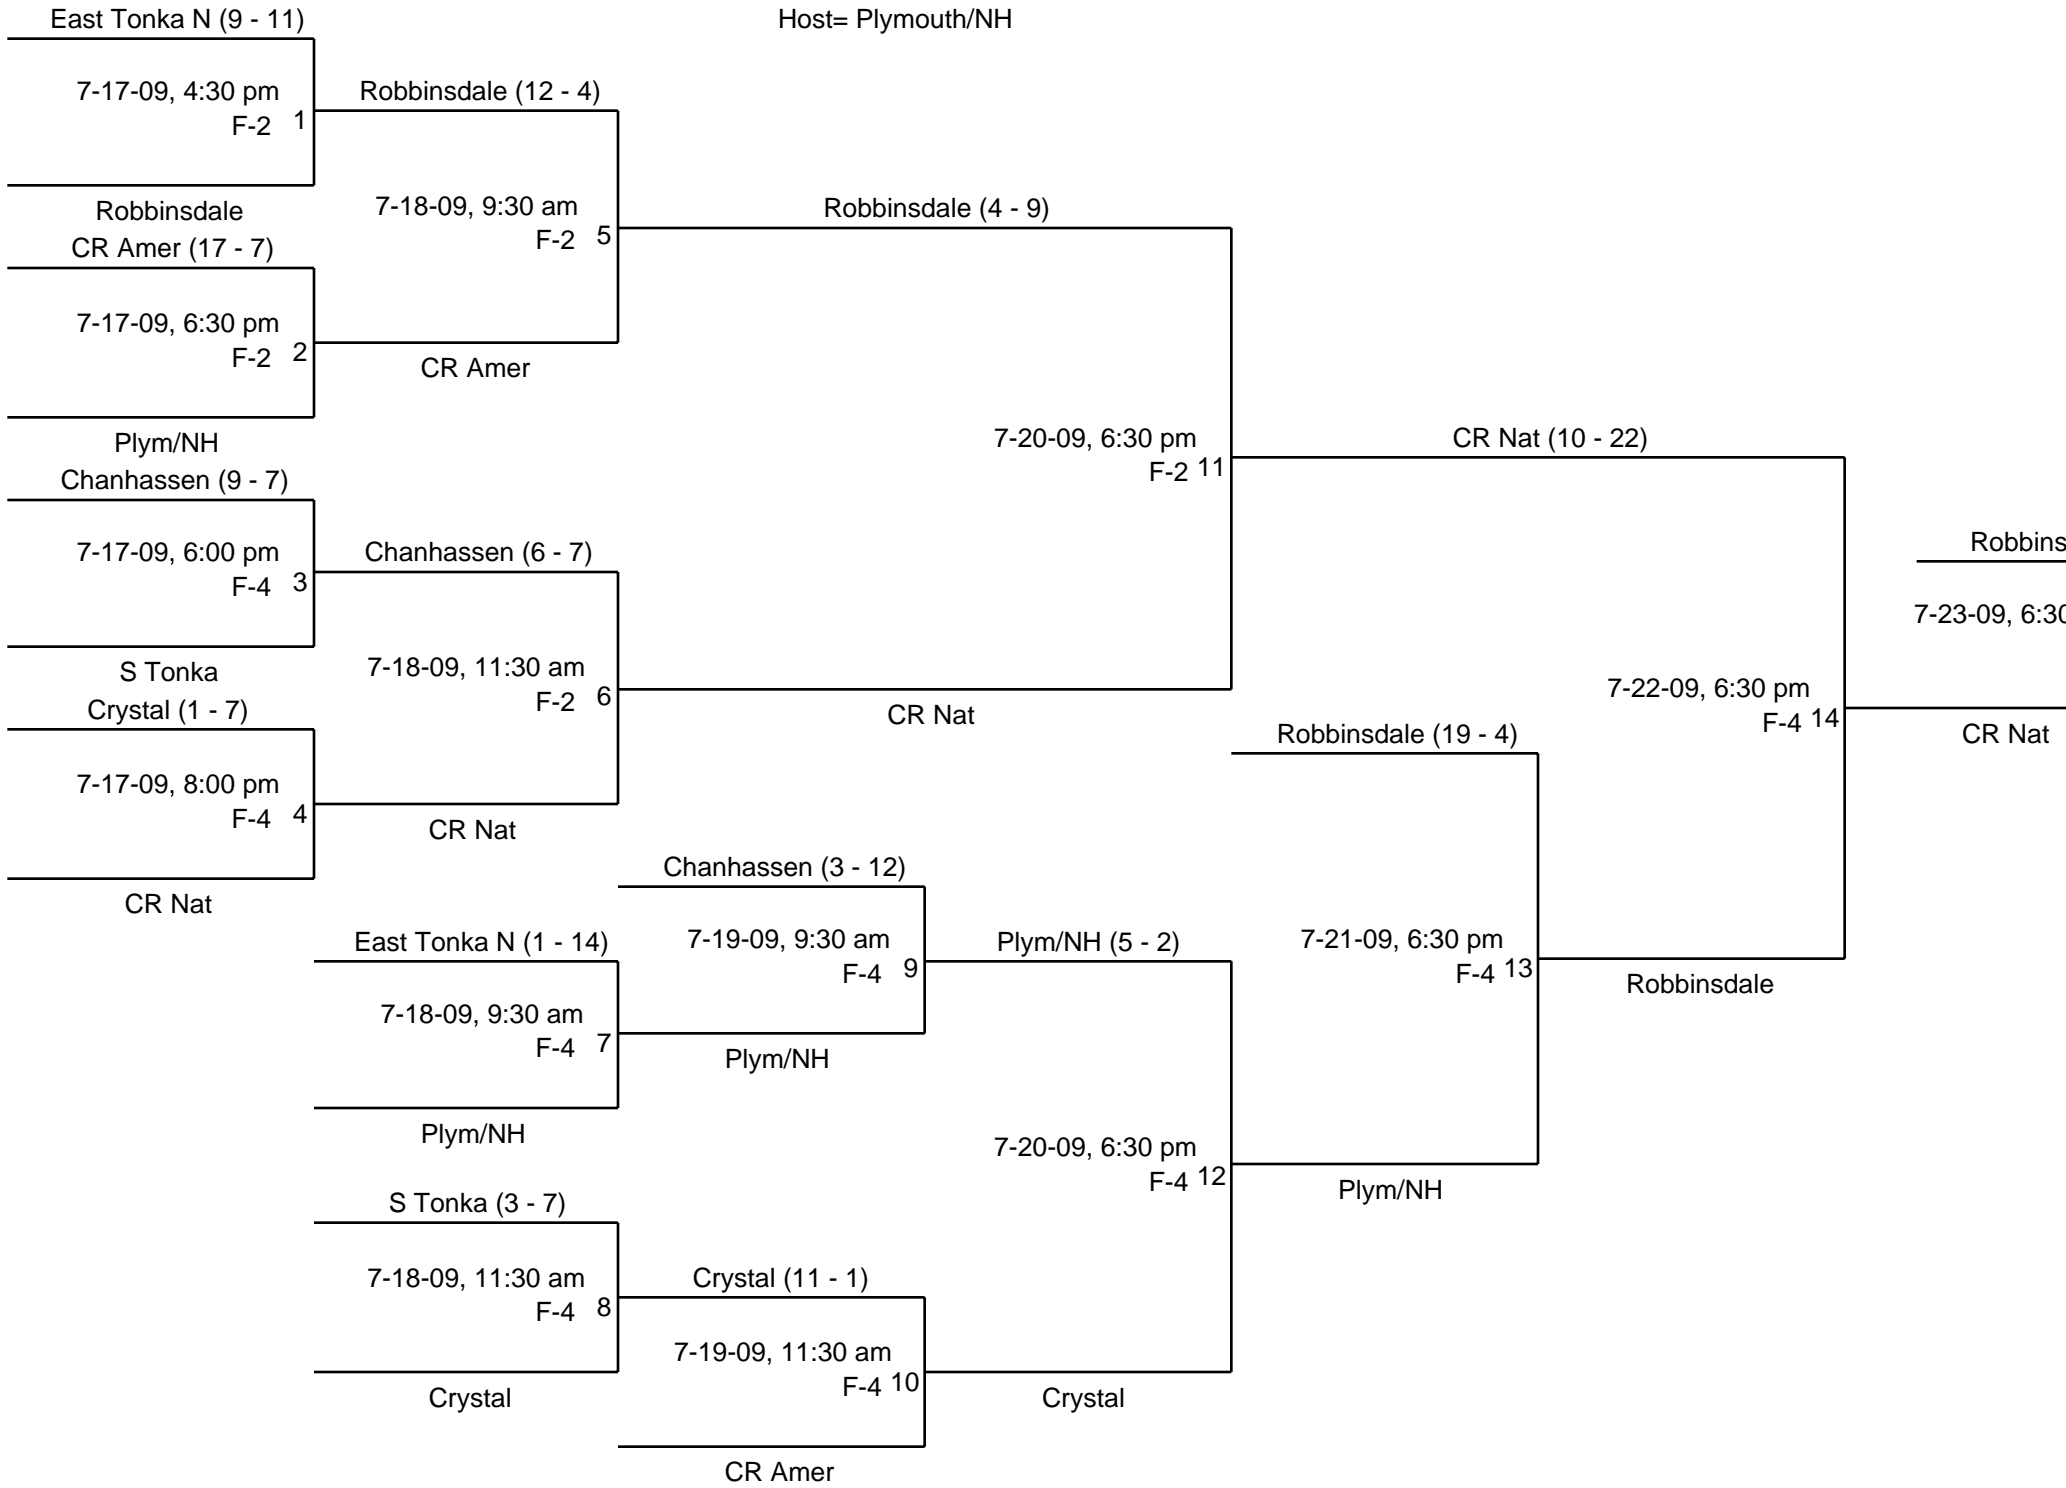 East Tonka N (9 - 11)
Host= Plymouth/NH
7-17-09, 4:30 pm
F-2 1
Robbinsdale (12 - 4)
Robbinsdale
7-18-09, 9:30 am
F-2 5
Robbinsdale (4 - 9)
CR Amer (17 - 7)
7-17-09, 6:30 pm
F-2 2
CR Amer
Plym/NH
7-20-09, 6:30 pm
F-2 11
CR Nat (10 - 22)
Chanhassen (9 - 7)
7-17-09, 6:00 pm
F-4 3
Chanhassen (6 - 7)
Robbins
7-23-09, 6:30
S Tonka
7-18-09, 11:30 am
F-2 6
CR Nat
7-22-09, 6:30 pm
F-4 14
CR Nat
Crystal (1 - 7)
Robbinsdale (19 - 4)
7-17-09, 8:00 pm
F-4 4
CR Nat
CR Nat
Chanhassen (3 - 12)
East Tonka N (1 - 14)
7-19-09, 9:30 am
F-4 9
Plym/NH (5 - 2)
7-21-09, 6:30 pm
F-4 13
Robbinsdale
7-18-09, 9:30 am
F-4 7
Plym/NH
Plym/NH
7-20-09, 6:30 pm
F-4 12
Plym/NH
S Tonka (3 - 7)
7-18-09, 11:30 am
F-4 8
Crystal (11 - 1)
7-19-09, 11:30 am
F-4 10
Crystal
Crystal
CR Amer